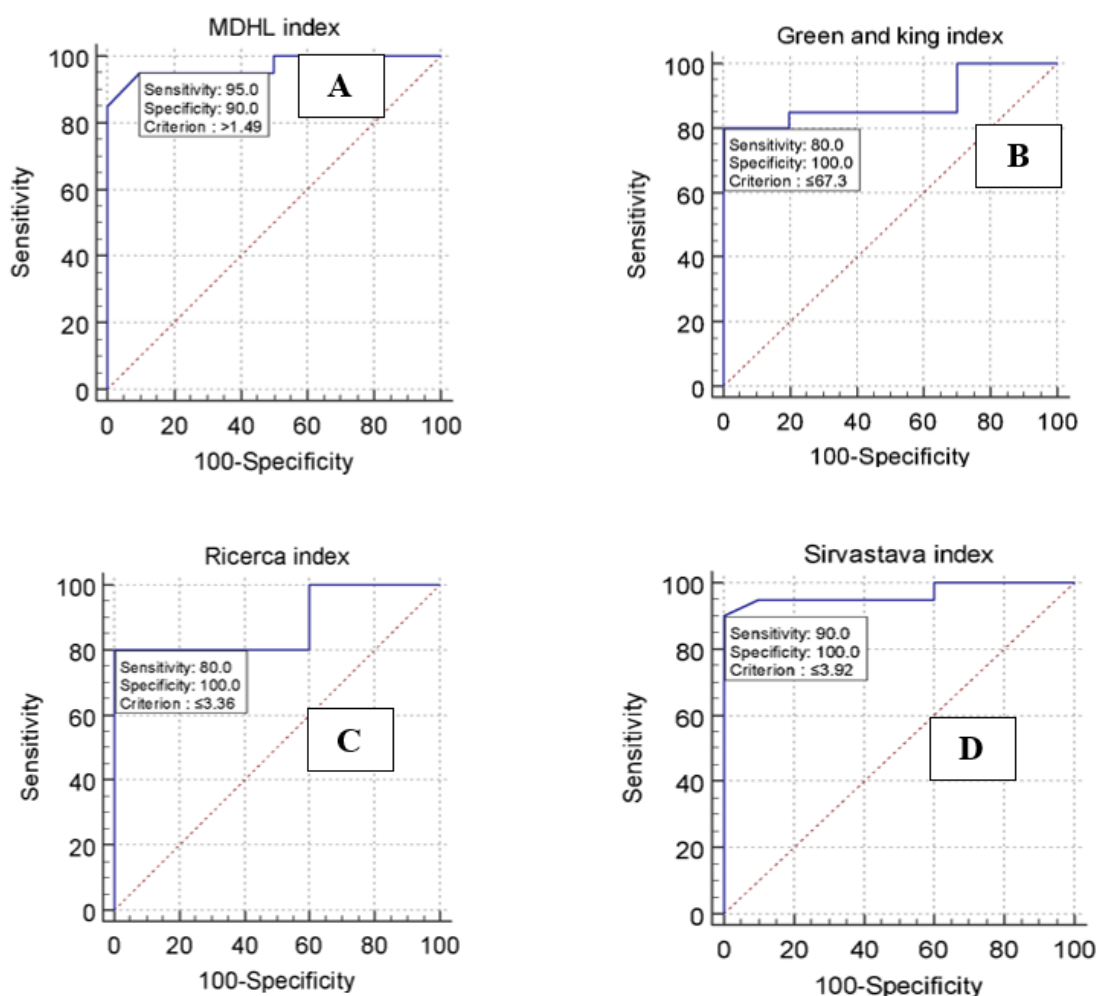 MDHL index
100
80
60
40
20
0
Sensitivity
Sensitivity: 95.0
Specificity: 90.0
Criterion : >1.49
A
0 20 40 60 80 100
100-Specificity
Green and king index
100
80
60
40
20
0
Sensitivity
Sensitivity: 80.0
Specificity: 100.0
Criterion : ≤67.3
B
0 20 40 60 80 100
100-Specificity
Ricerca index
100
80
60
40
20
0
Sensitivity
Sensitivity: 80.0
Specificity: 100.0
Criterion : ≤3.36
C
0 20 40 60 80 100
100-Specificity
Sirvastava index
100
80
60
40
20
0
Sensitivity
Sensitivity: 90.0
Specificity: 100.0
Criterion : ≤3.92
D
0 20 40 60 80 100
100-Specificity